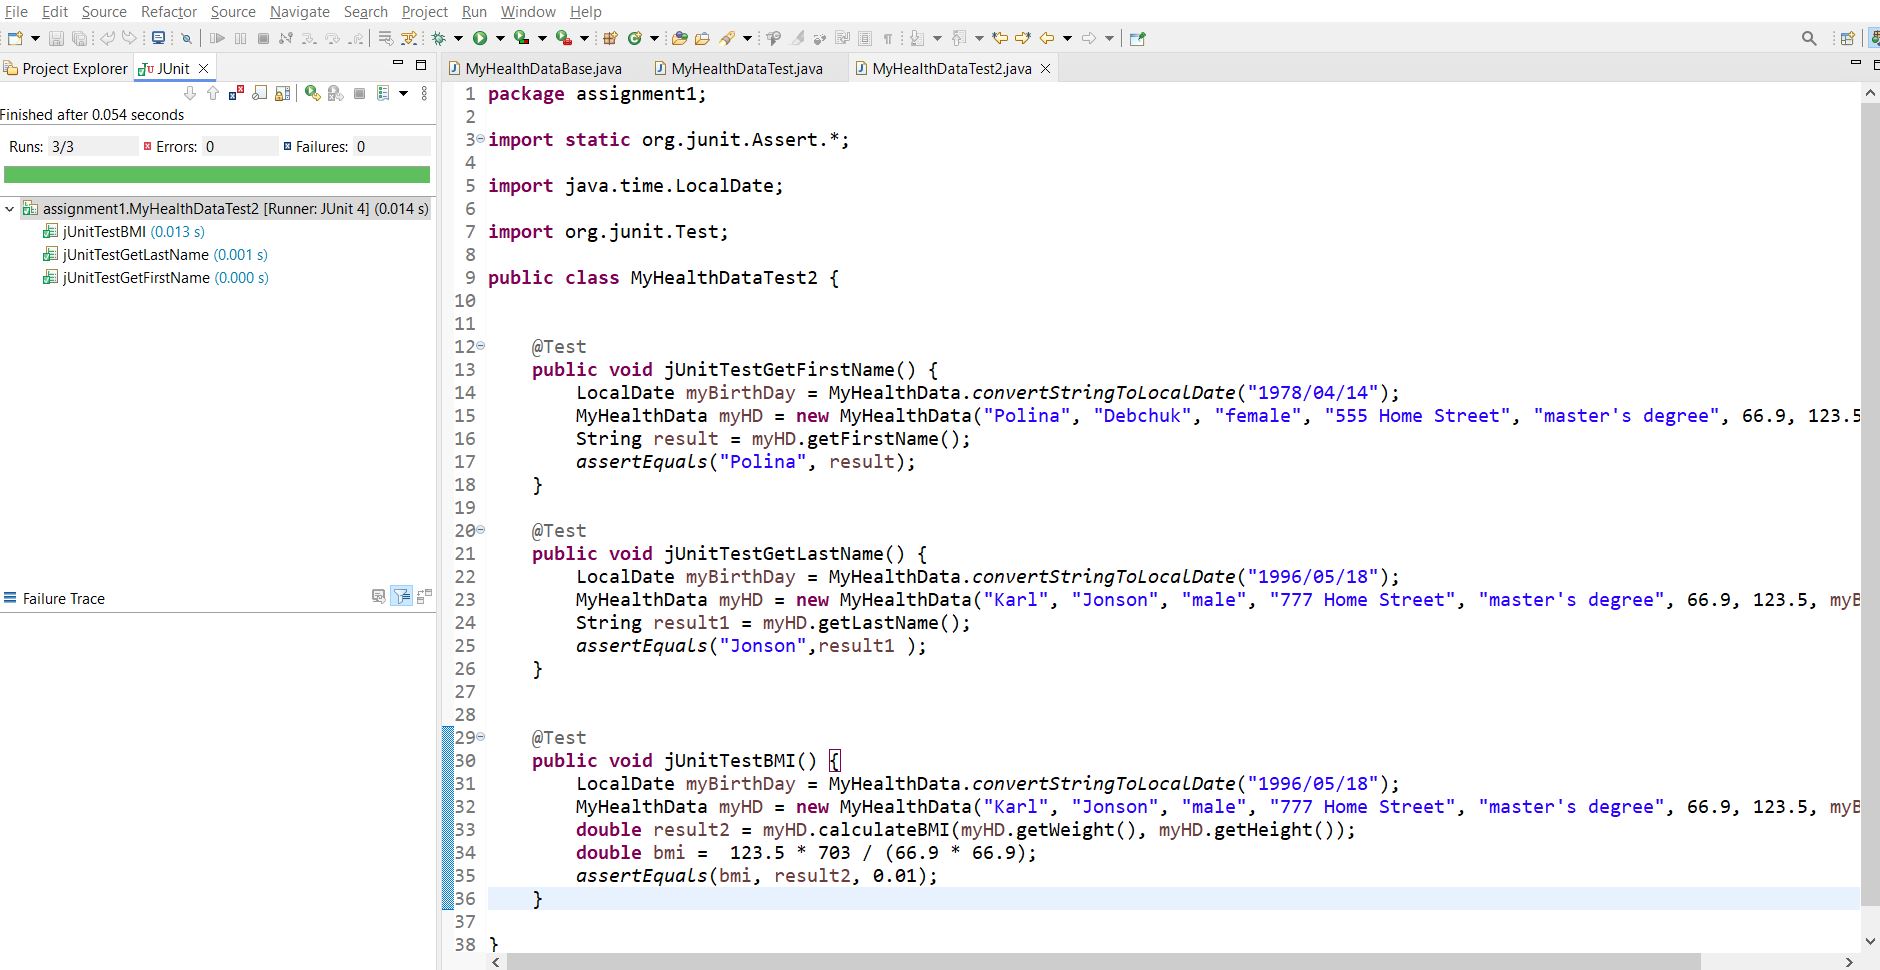 File Edit Source Refactor Source Navigate Search Project Run Window Help
Project Explorer JUnit
Finished after 0.054 seconds
Runs: 3/3 Errors: 0 Failures: 0
assignment1.MyHealthDataTest2 [Runner: JUnit 4] (0.014 s)
jUnitTestBMI (0.013 s)
jUnitTestGetLastName (0.001 s)
jUnitTestGetFirstName (0.000 s)
Failure Trace
MyHealthDataBase.java MyHealthDataTest.java MyHealthDataTest2.java
1 package assignment1;
2
3 import static org.junit.Assert.*;
4
5 import java.time.LocalDate;
6
7 import org.junit.Test;
8
9 public class MyHealthDataTest2 {
10
11
12 @Test
13 public void jUnitTestGetFirstName() {
14 LocalDate myBirthDay = MyHealthData.convertStringToLocalDate("1978/04/14");
15 MyHealthData myHD = new MyHealthData("Polina", "Debchuk", "female", "555 Home Street", "master's degree", 66.9, 123.5
16 String result = myHD.getFirstName();
17 assertEquals("Polina", result);
18 }
19
20 @Test
21 public void jUnitTestGetLastName() {
22 LocalDate myBirthDay = MyHealthData.convertStringToLocalDate("1996/05/18");
23 MyHealthData myHD = new MyHealthData("Karl", "Jonson", "male", "777 Home Street", "master's degree", 66.9, 123.5, myB
24 String result1 = myHD.getLastName();
25 assertEquals("Jonson",result1 );
26 }
27
28
29 @Test
30 public void jUnitTestBMI() {
31 LocalDate myBirthDay = MyHealthData.convertStringToLocalDate("1996/05/18");
32 MyHealthData myHD = new MyHealthData("Karl", "Jonson", "male", "777 Home Street", "master's degree", 66.9, 123.5, myB
33 double result2 = myHD.calculateBMI(myHD.getWeight(), myHD.getHeight());
34 double bmi =  123.5 * 703 / (66.9 * 66.9);
35 assertEquals(bmi, result2, 0.01);
36 }
37
38 }